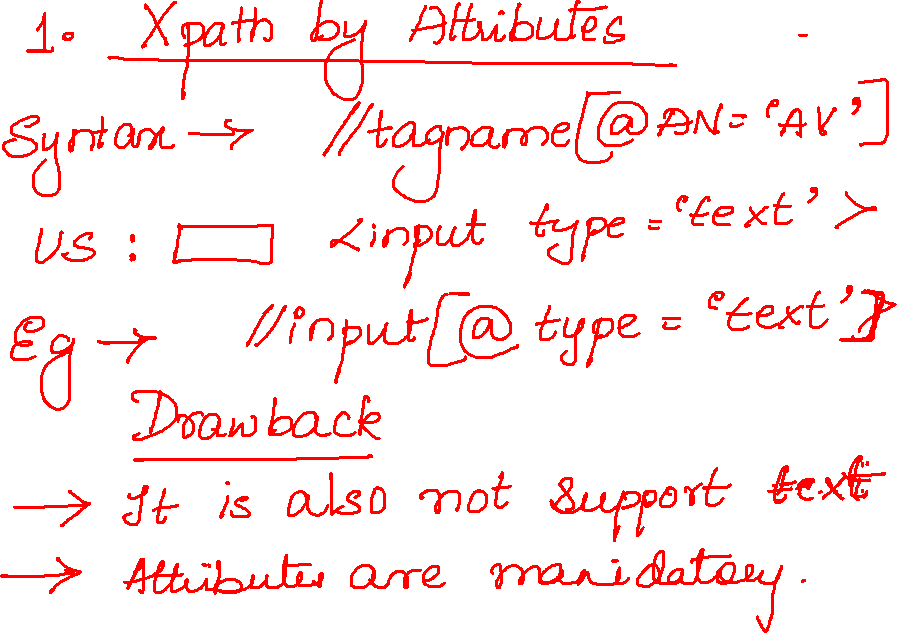 1. Xpath by Attributes
Syntax → //tagname[@AN='AV']
US : <input type='text'>
Eg → //input[@type='text']
Drawback
→ It is also not support text
→ Attributes are manidatory.